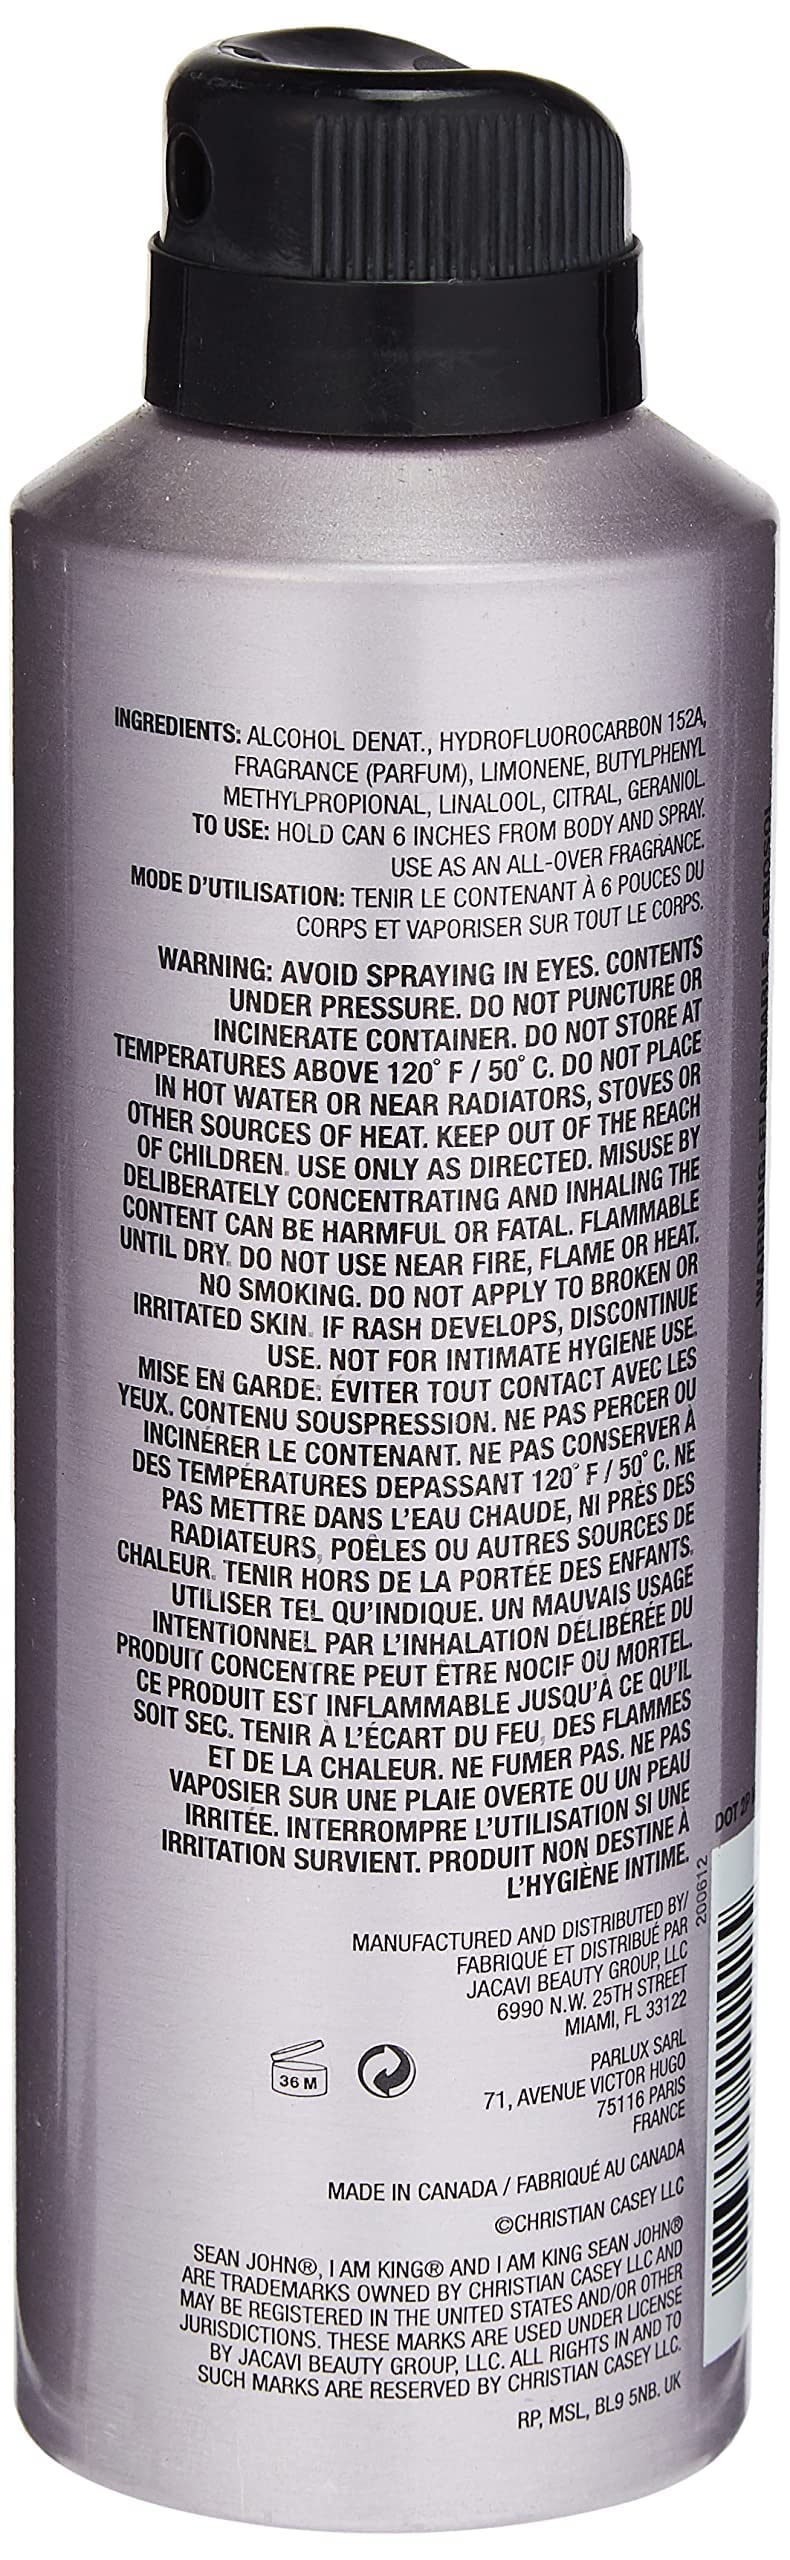 INGREDIENTS: ALCOHOL DENAT., HYDROFLUOROCARBON 152A,
FRAGRANCE (PARFUM), LIMONENE, BUTYLPHENYL
METHYLPROPIONAL, LINALOOL, CITRAL, GERANIOL.
TO USE: HOLD CAN 6 INCHES FROM BODY AND SPRAY.
USE AS AN ALL-OVER FRAGRANCE.
MODE D'UTILISATION: TENIR LE CONTENANT À 6 POUCES DU
CORPS ET VAPORISER SUR TOUT LE CORPS.
WARNING: AVOID SPRAYING IN EYES. CONTENTS
UNDER PRESSURE. DO NOT PUNCTURE OR
INCINERATE CONTAINER. DO NOT STORE AT
TEMPERATURES ABOVE 120° F / 50° C. DO NOT PLACE
IN HOT WATER OR NEAR RADIATORS, STOVES OR
OTHER SOURCES OF HEAT. KEEP OUT OF THE REACH
OF CHILDREN. USE ONLY AS DIRECTED. MISUSE BY
DELIBERATELY CONCENTRATING AND INHALING THE
CONTENT CAN BE HARMFUL OR FATAL. FLAMMABLE
UNTIL DRY. DO NOT USE NEAR FIRE, FLAME OR HEAT.
NO SMOKING. DO NOT APPLY TO BROKEN OR
IRRITATED SKIN. IF RASH DEVELOPS, DISCONTINUE
USE. NOT FOR INTIMATE HYGIENE USE.
MISE EN GARDE: ÉVITER TOUT CONTACT AVEC LES
YEUX. CONTENU SOUSPRESSION. NE PAS PERCER OU
INCINÉRER LE CONTENANT. NE PAS CONSERVER À
DES TEMPÉRATURES DEPASSANT 120° F / 50° C. NE
PAS METTRE DANS L'EAU CHAUDE, NI PRÈS DES
RADIATEURS, POÊLES OU AUTRES SOURCES DE
CHALEUR. TENIR HORS DE LA PORTÉE DES ENFANTS.
UTILISER TEL QU'INDIQUE. UN MAUVAIS USAGE
INTENTIONNEL PAR L'INHALATION DÉLIBÉRÉE DU
PRODUIT CONCENTRE PEUT ÊTRE NOCIF OU MORTEL.
CE PRODUIT EST INFLAMMABLE JUSQU'À CE QU'IL
SOIT SEC. TENIR À L'ÉCART DU FEU, DES FLAMMES
ET DE LA CHALEUR. NE FUMER PAS. NE PAS
VAPOSIER SUR UNE PLAIE OVERTE OU UN PEAU
IRRITÉE. INTERROMPRE L'UTILISATION SI UNE
IRRITATION SURVIENT. PRODUIT NON DESTINE À
L'HYGIÈNE INTIME.
MANUFACTURED AND DISTRIBUTED BY/
FABRIQUÉ ET DISTRIBUÉ PAR
JACAVI BEAUTY GROUP, LLC
6990 N.W. 25TH STREET
MIAMI, FL 33122
PARLUX SARL
71, AVENUE VICTOR HUGO
75116 PARIS
FRANCE
36 M
MADE IN CANADA / FABRIQUÉ AU CANADA
©CHRISTIAN CASEY LLC
SEAN JOHN®, I AM KING® AND I AM KING SEAN JOHN®
ARE TRADEMARKS OWNED BY CHRISTIAN CASEY LLC AND
MAY BE REGISTERED IN THE UNITED STATES AND/OR OTHER
JURISDICTIONS. THESE MARKS ARE USED UNDER LICENSE
BY JACAVI BEAUTY GROUP, LLC. ALL RIGHTS IN AND TO
SUCH MARKS ARE RESERVED BY CHRISTIAN CASEY LLC.
RP, MSL, BL9 5NB. UK
200612
DOT 2P
WARNING: FLAMMABLE AEROSOL